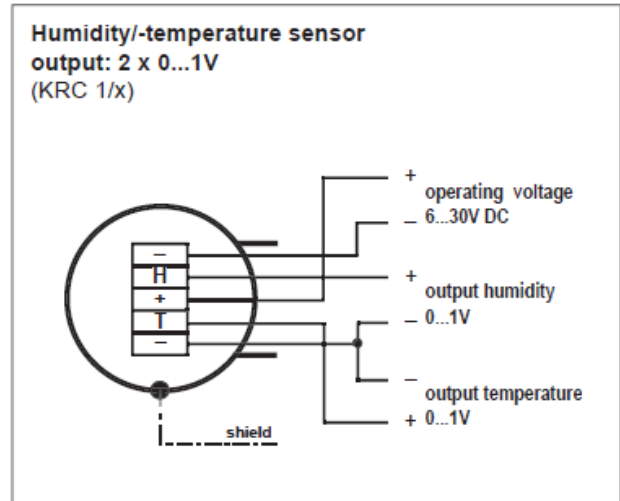 Humidity/-temperature sensor
output: 2 x 0...1V
(KRC 1/x)
+
operating voltage
– 6...30V DC
–
H
+
T
–
+
output humidity
– 0...1V
–
output temperature
+ 0...1V
shield